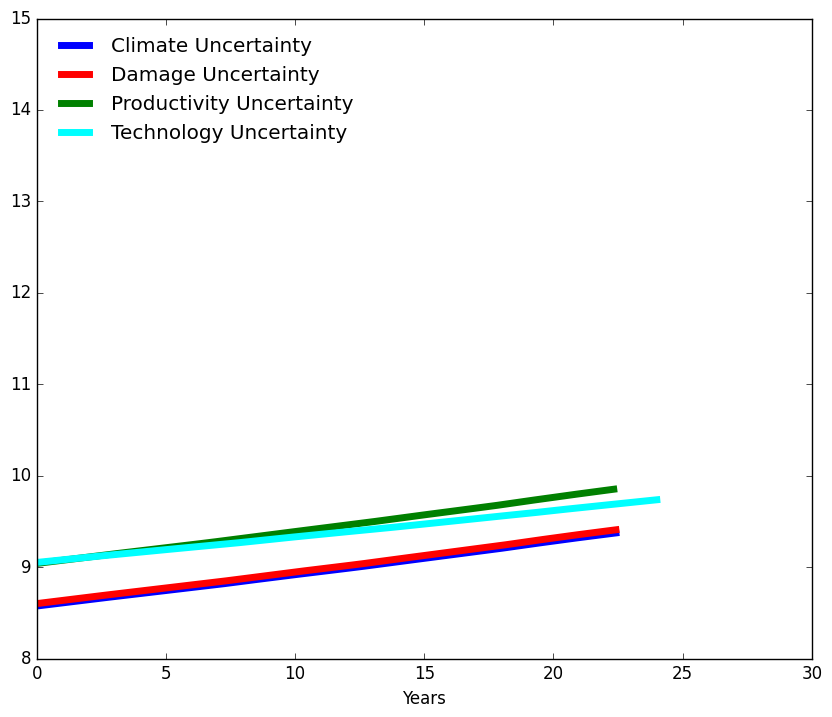 15
Climate Uncertainty
Damage Uncertainty
Productivity Uncertainty
Technology Uncertainty
14
13
12
11
10
9
8
0 5 10 15 20 25 30
Years